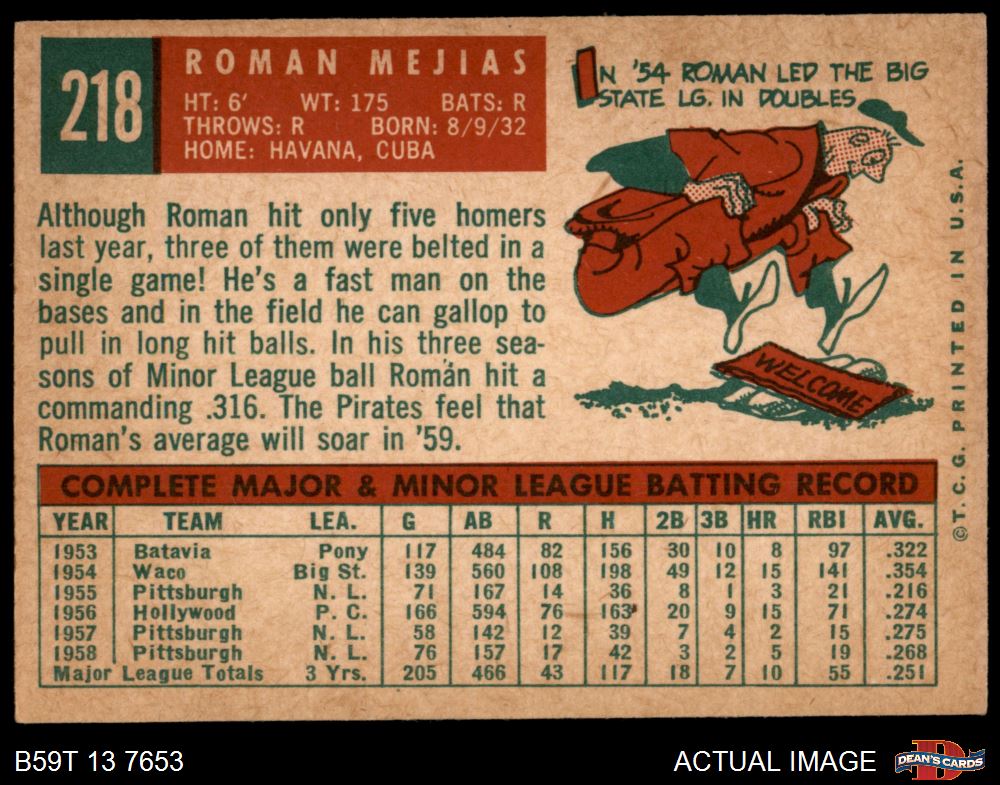 218
ROMAN MEJIAS
HT: 6' WT: 175 BATS: R
THROWS: R BORN: 8/9/32
HOME: HAVANA, CUBA
IN '54 ROMAN LED THE BIG
STATE LG. IN DOUBLES
Although Roman hit only five homers
last year, three of them were belted in a
single game! He's a fast man on the
bases and in the field he can gallop to
pull in long hit balls. In his three sea-
sons of Minor League ball Román hit a
commanding .316. The Pirates feel that
Roman's average will soar in '59.
WELCOME
©T. C. G. PRINTED IN U.S.A.
COMPLETE MAJOR & MINOR LEAGUE BATTING RECORD
YEAR TEAM LEA. G AB R H 2B 3B HR RBI AVG.
1953 Batavia Pony 117 484 82 156 30 10 8 97 .322
1954 Waco Big St. 139 560 108 198 49 12 15 141 .354
1955 Pittsburgh N. L. 71 167 14 36 8 1 3 21 .216
1956 Hollywood P. C. 166 594 76 163 20 9 15 71 .274
1957 Pittsburgh N. L. 58 142 12 39 7 4 2 15 .275
1958 Pittsburgh N. L. 76 157 17 42 3 2 5 19 .268
Major League Totals 3 Yrs. 205 466 43 117 18 7 10 55 .251
B59T 13 7653
ACTUAL IMAGE
DEAN'S CARDS